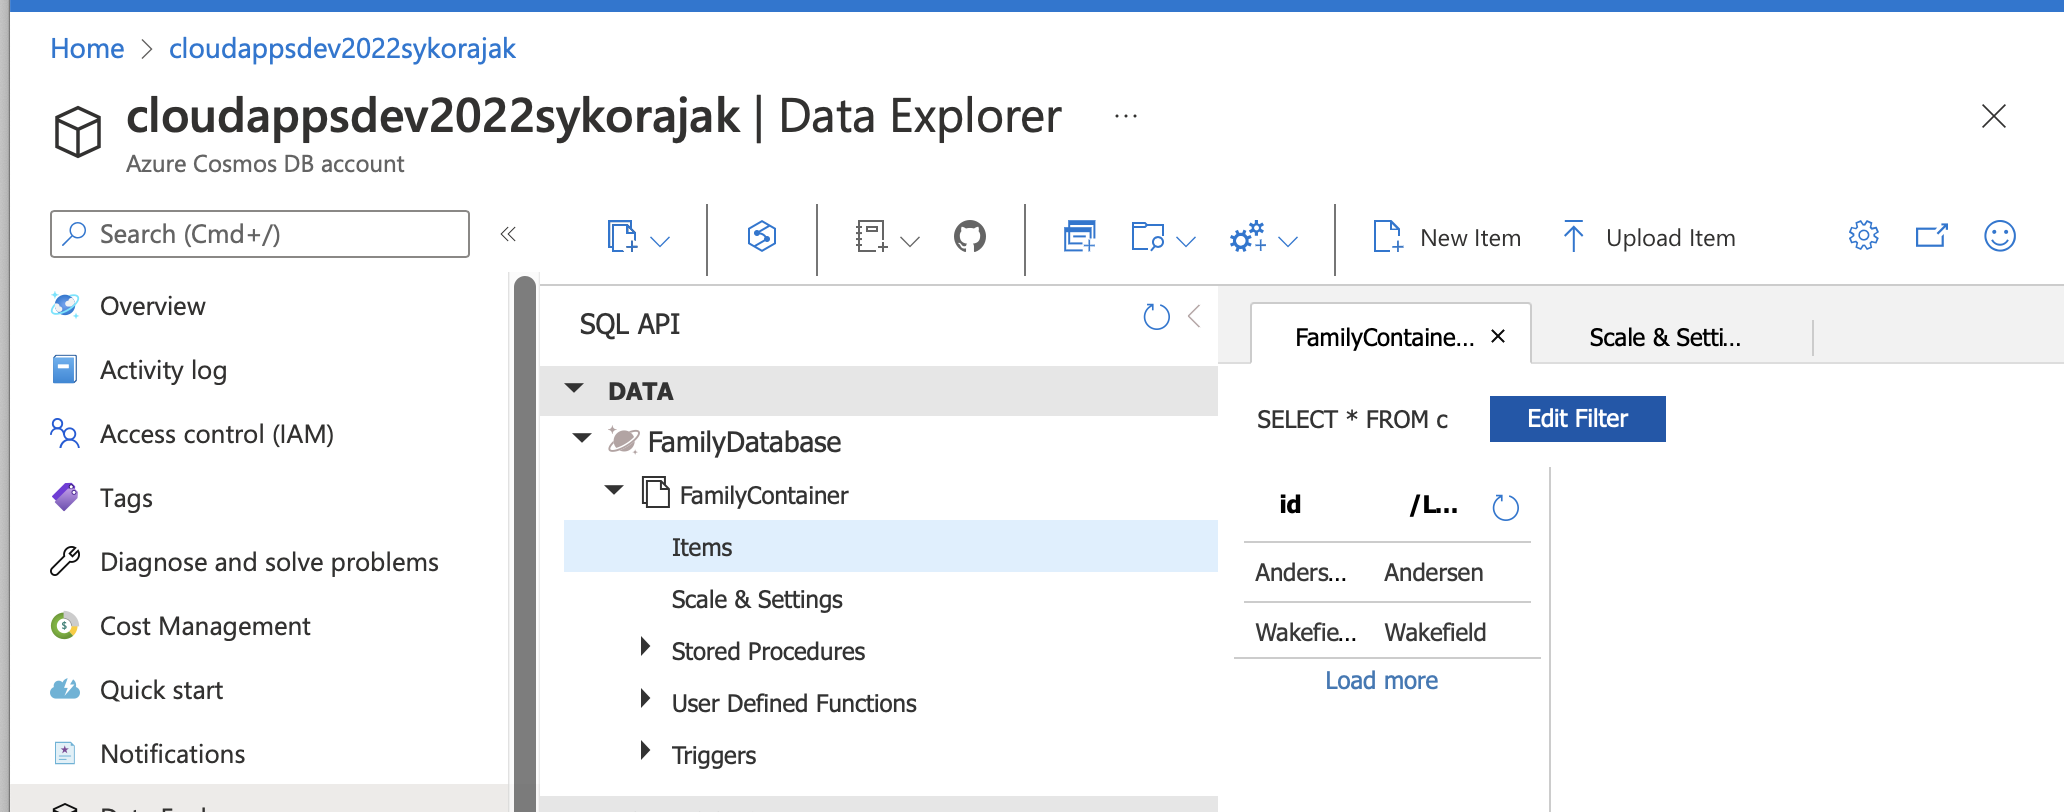 Home > cloudappsdev2022sykorajak
cloudappsdev2022sykorajak | Data Explorer ...
Azure Cosmos DB account
Search (Cmd+/)
«
New Item
Upload Item
Overview
Activity log
Access control (IAM)
Tags
Diagnose and solve problems
Cost Management
Quick start
Notifications
SQL API
DATA
FamilyDatabase
FamilyContainer
Items
Scale & Settings
Stored Procedures
User Defined Functions
Triggers
FamilyContaine... ×
Scale & Setti...
SELECT * FROM c
Edit Filter
id /L...
Anders... Andersen
Wakefie... Wakefield
Load more